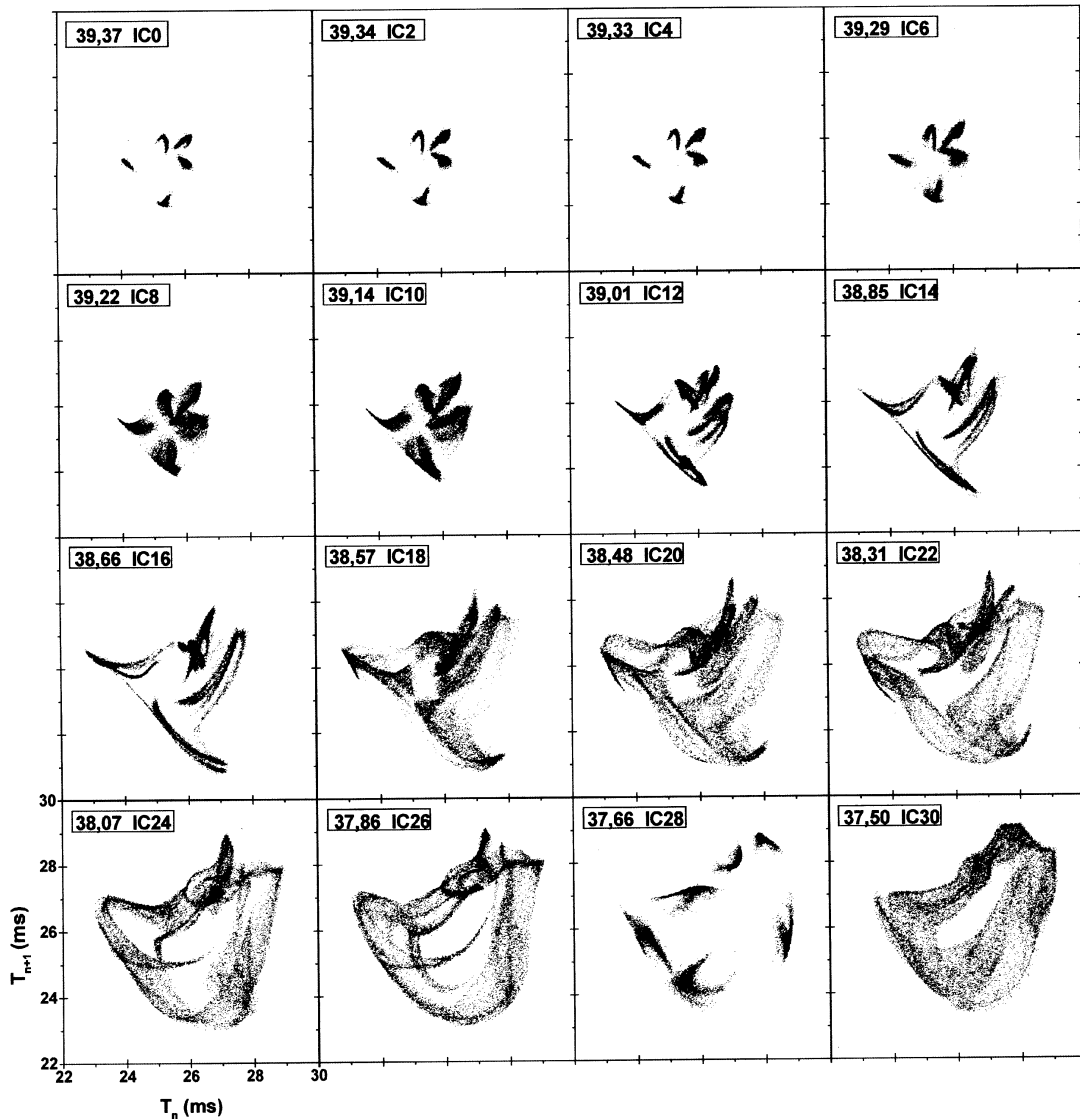 39,37 IC0
39,34 IC2
39,33 IC4
39,29 IC6
39,22 IC8
39,14 IC10
39,01 IC12
38,85 IC14
38,66 IC16
38,57 IC18
38,48 IC20
38,31 IC22
30
38,07 IC24
37,86 IC26
37,66 IC28
37,50 IC30
28
26
24
22
Tn+1 (ms)
22 24 26 28 30
Tn (ms)